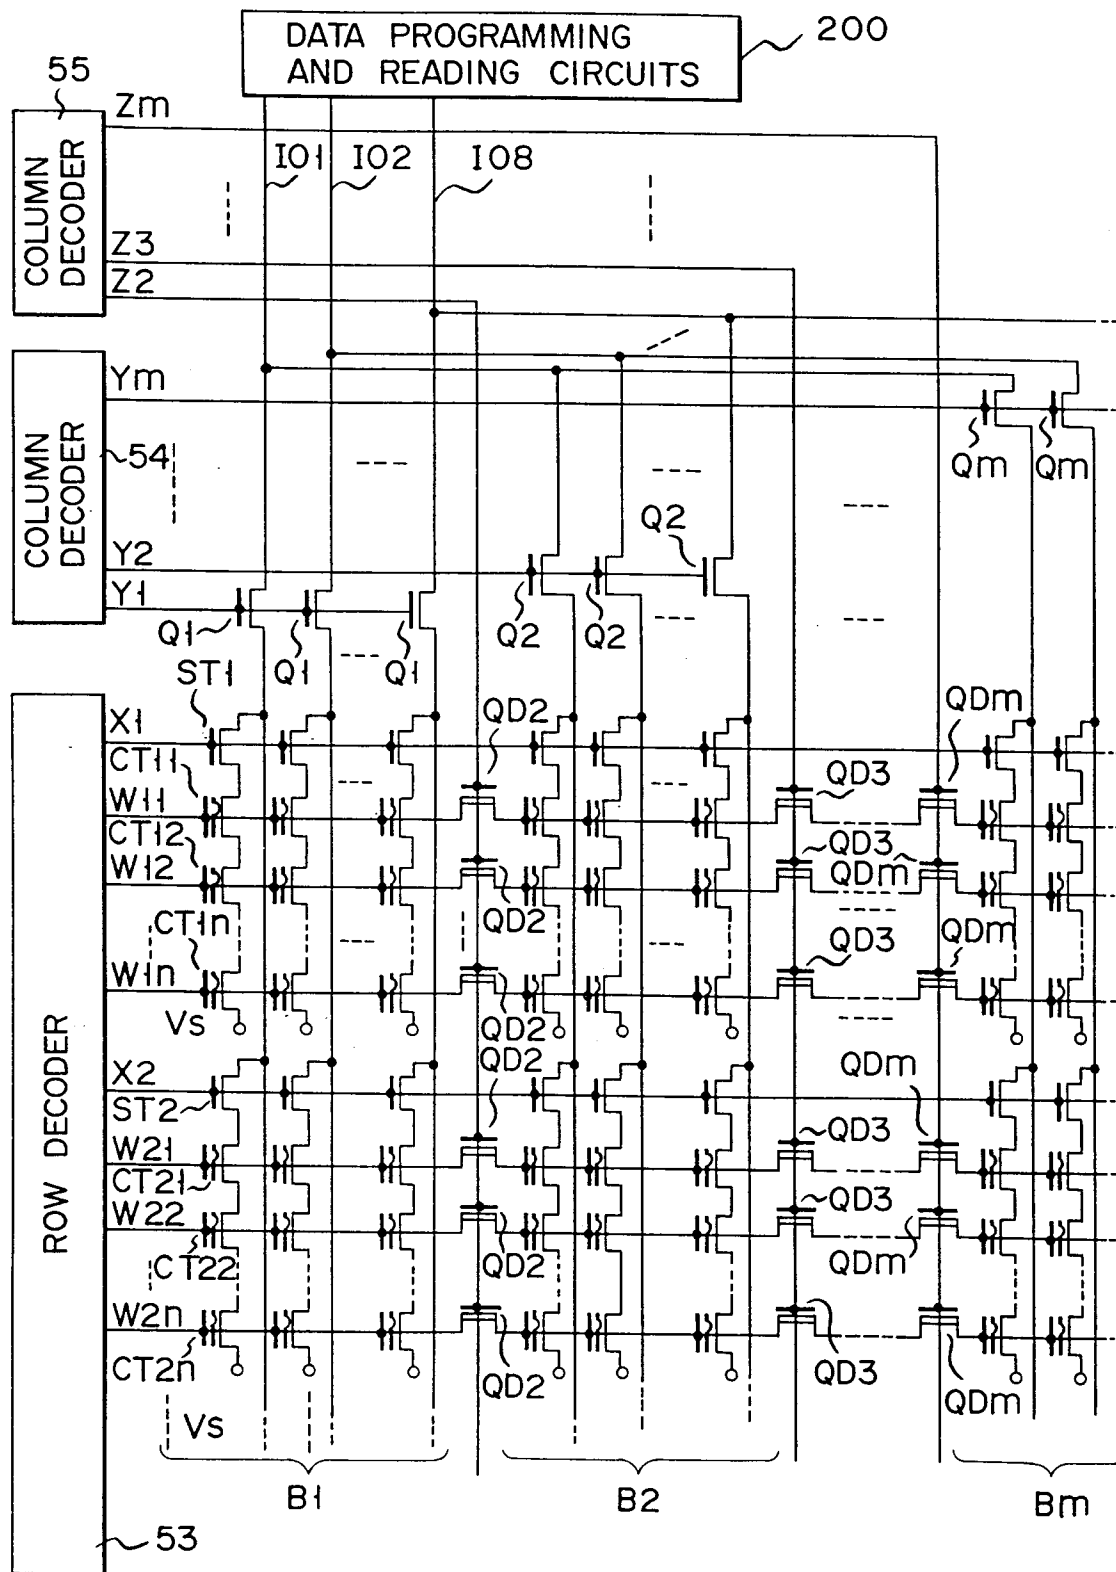 DATA PROGRAMMING
AND READING CIRCUITS
200
55
Zm
COLUMN
DECODER
IO1
IO2
IO8
Z3
Z2
Ym
COLUMN
DECODER
54
Qm
Qm
Y2
Q2
Y1
Q1
Q1
Q1
Q2
Q2
ST1
X1
QD2
QDm
CT11
W11
QD3
CT12
W12
QD3
QDm
QD2
CT1n
QD3
QDm
W1n
Vs
QD2
QD2
X2
QDm
ST2
W21
QD3
CT21
W22
QD3
CT22
QD2
QDm
W2n
CT2n
QD2
QD3
QDm
Vs
ROW DECODER
B1
B2
Bm
53